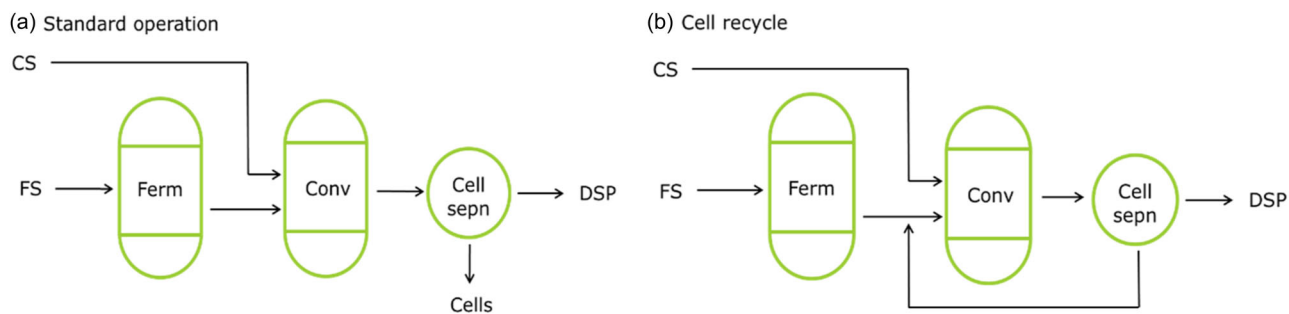 (a) Standard operation
CS
FS
Ferm
Conv
Cell
sepn
DSP
Cells
(b) Cell recycle
CS
FS
Ferm
Conv
Cell
sepn
DSP